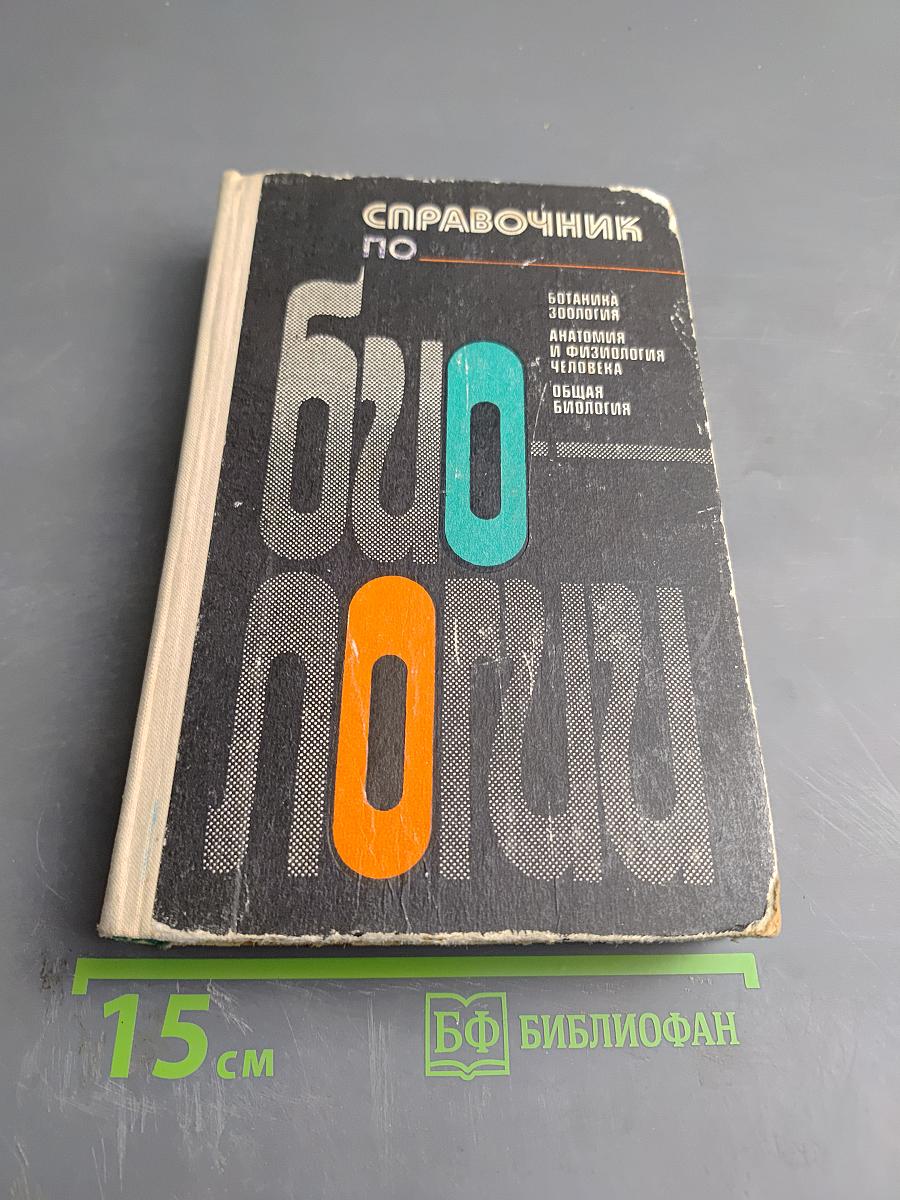 СПРАВОЧНИК
ПО
БИО
ЛОГИИ
БОТАНИКА
ЗООЛОГИЯ
АНАТОМИЯ
И ФИЗИОЛОГИЯ
ЧЕЛОВЕКА
ОБЩАЯ
БИОЛОГИЯ
15 см
БФ БИБЛИОФАН